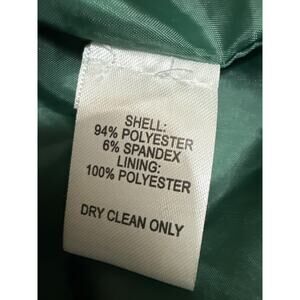 SHELL:
94% POLYESTER
6% SPANDEX
LINING:
100% POLYESTER
DRY CLEAN ONLY